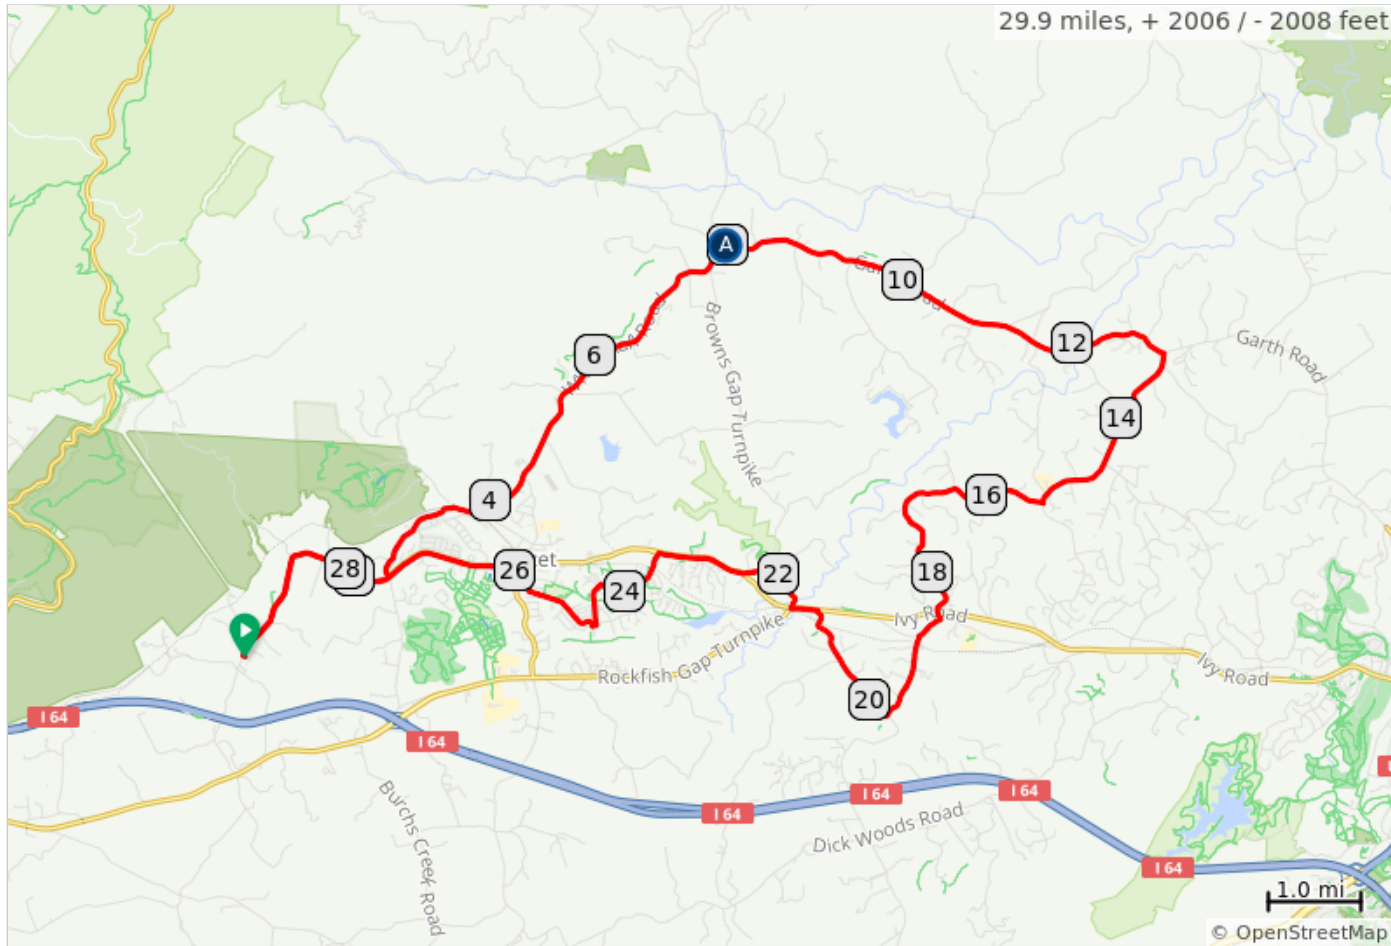 29.9 miles, + 2006 / - 2008 feet
A
10
Road
12
Garth Road
6
Road
Browns Gap Turnpike
14
4
16
28
26
24
22
18
Ivy Road
Rockfish Gap Turnpike
Ivy Road
20
I 64
I 64
I 64
I 64
I 64
Burchs Creek Road
Dick Woods Road
I 64
1.0 mi
© OpenStreetMap